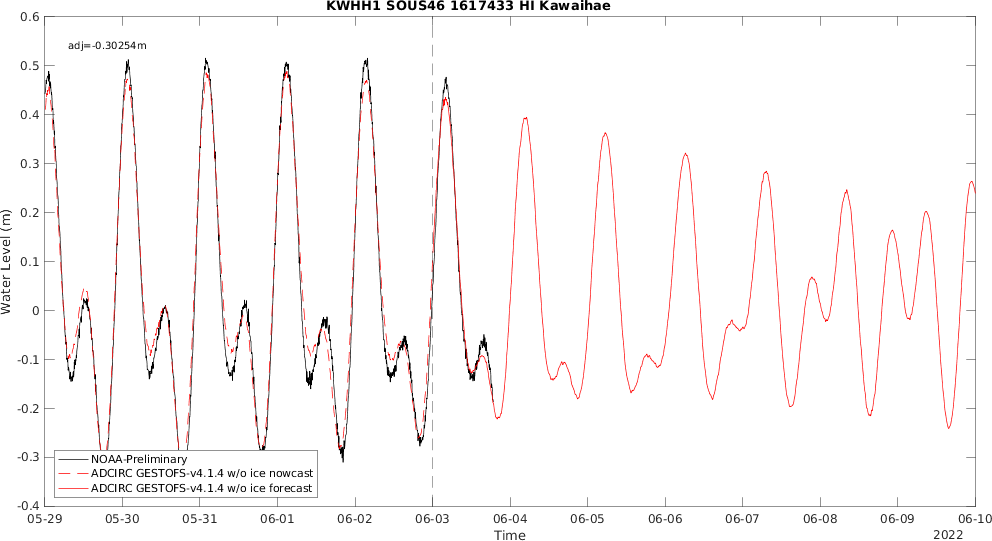 KWHH1 SOUS46 1617433 HI Kawaihae
adj=-0.30254m
0.6
0.5
0.4
0.3
0.2
0.1
0
-0.1
-0.2
-0.3
-0.4
Water Level (m)
NOAA-Preliminary
ADCIRC GESTOFS-v4.1.4 w/o ice nowcast
ADCIRC GESTOFS-v4.1.4 w/o ice forecast
05-29 05-30 05-31 06-01 06-02 06-03 06-04 06-05 06-06 06-07 06-08 06-09 06-10
Time
2022